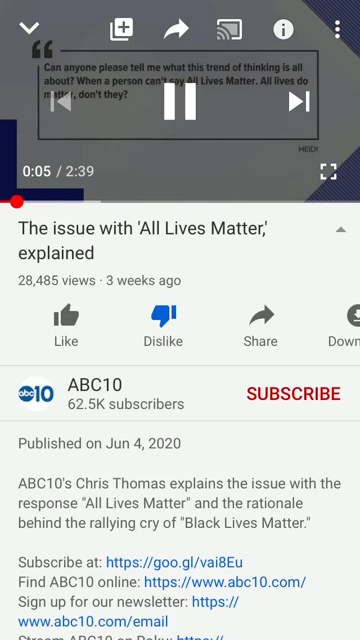 Can anyone please tell me what this trend of thinking is all
about? When a person can't say All Lives Matter. All lives do
matter, don't they?
HEIDI
0:05 / 2:39
The issue with 'All Lives Matter,'
explained
28,485 views · 3 weeks ago
Like Dislike Share Down
abc10 ABC10 SUBSCRIBE
62.5K subscribers
Published on Jun 4, 2020
ABC10's Chris Thomas explains the issue with the
response "All Lives Matter" and the rationale
behind the rallying cry of "Black Lives Matter."
Subscribe at: https://goo.gl/vai8Eu
Find ABC10 online: https://www.abc10.com/
Sign up for our newsletter: https://
www.abc10.com/email
Stream ABC10 on Roku: https://